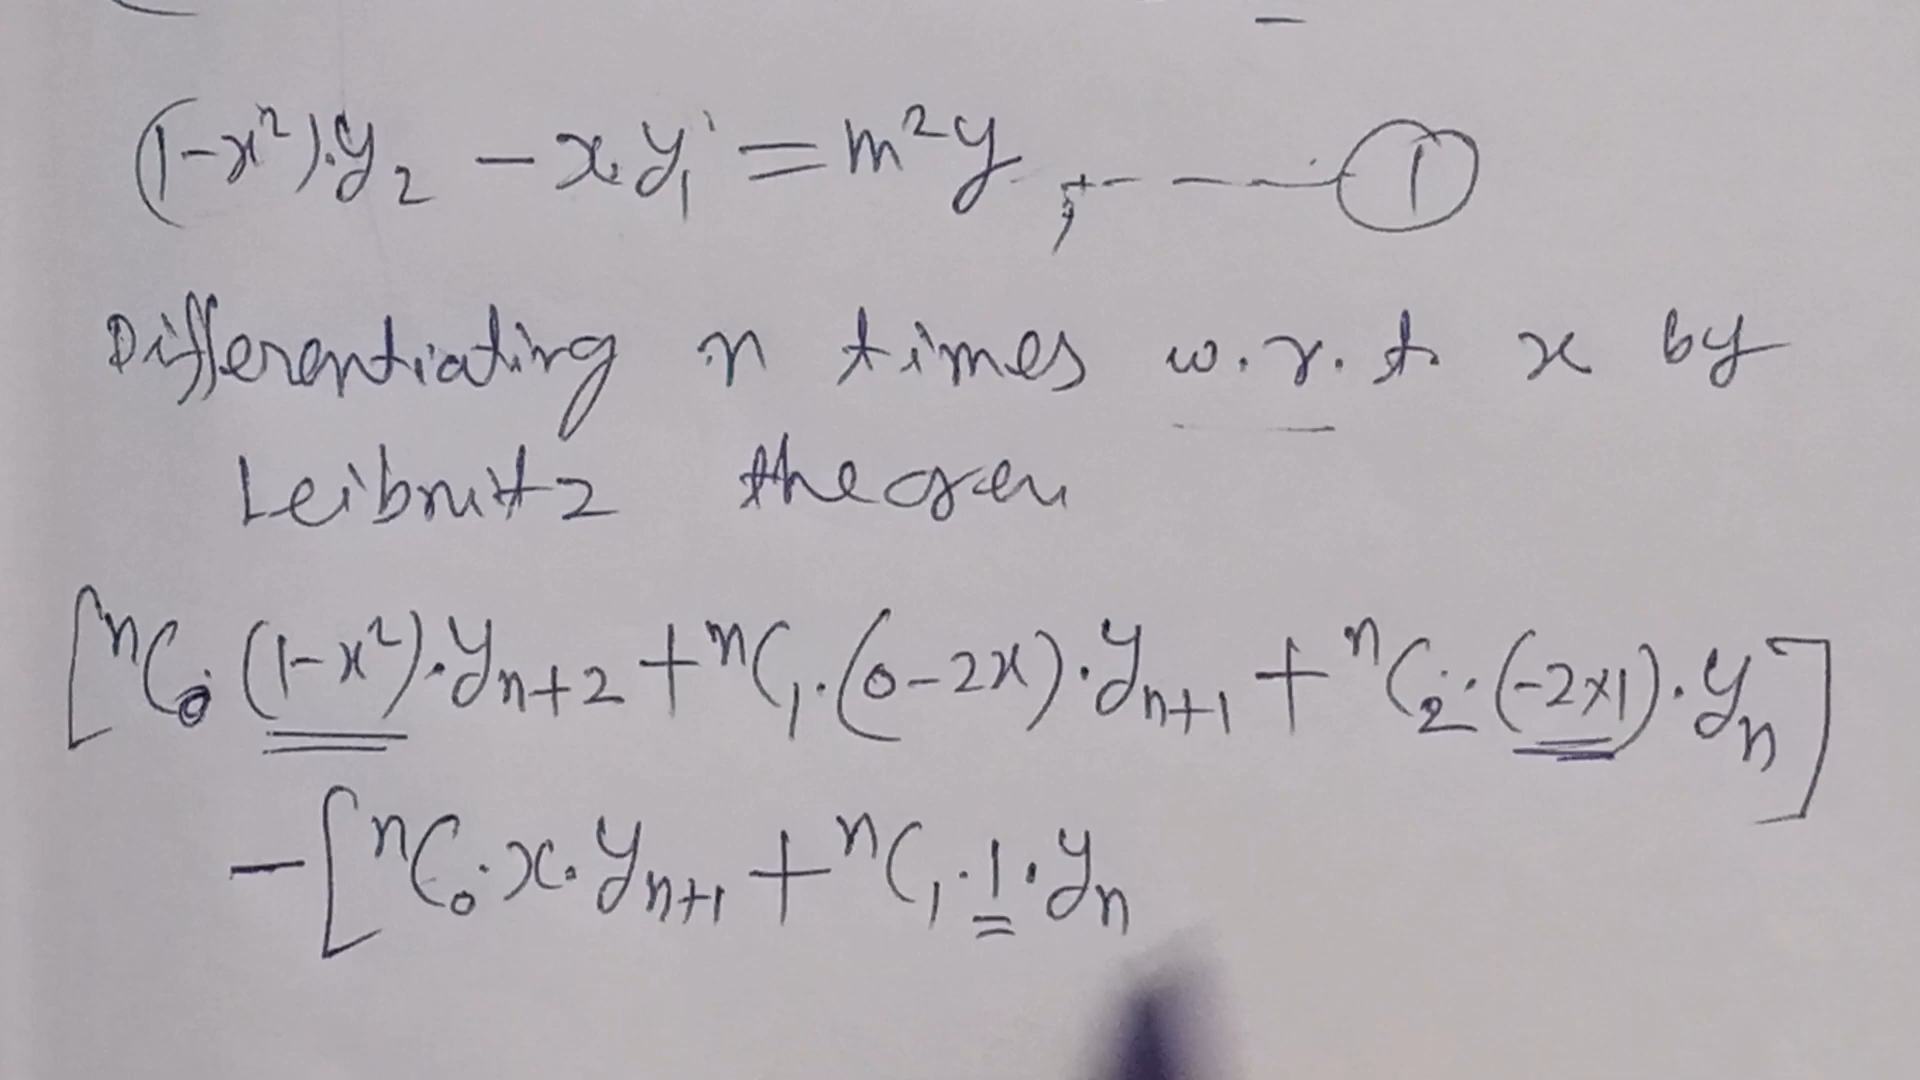 (1-x²).y₂ - x.y₁ = m²y, ------ ①
Differentiating n times w.r.t. x by
Leibnitz theorem
[ⁿC₀.(1-x²).yₙ₊₂ + ⁿC₁.(0-2x).yₙ₊₁ + ⁿC₂.(-2×1).yₙ]
- [ⁿC₀.x.yₙ₊₁ + ⁿC₁.1.yₙ